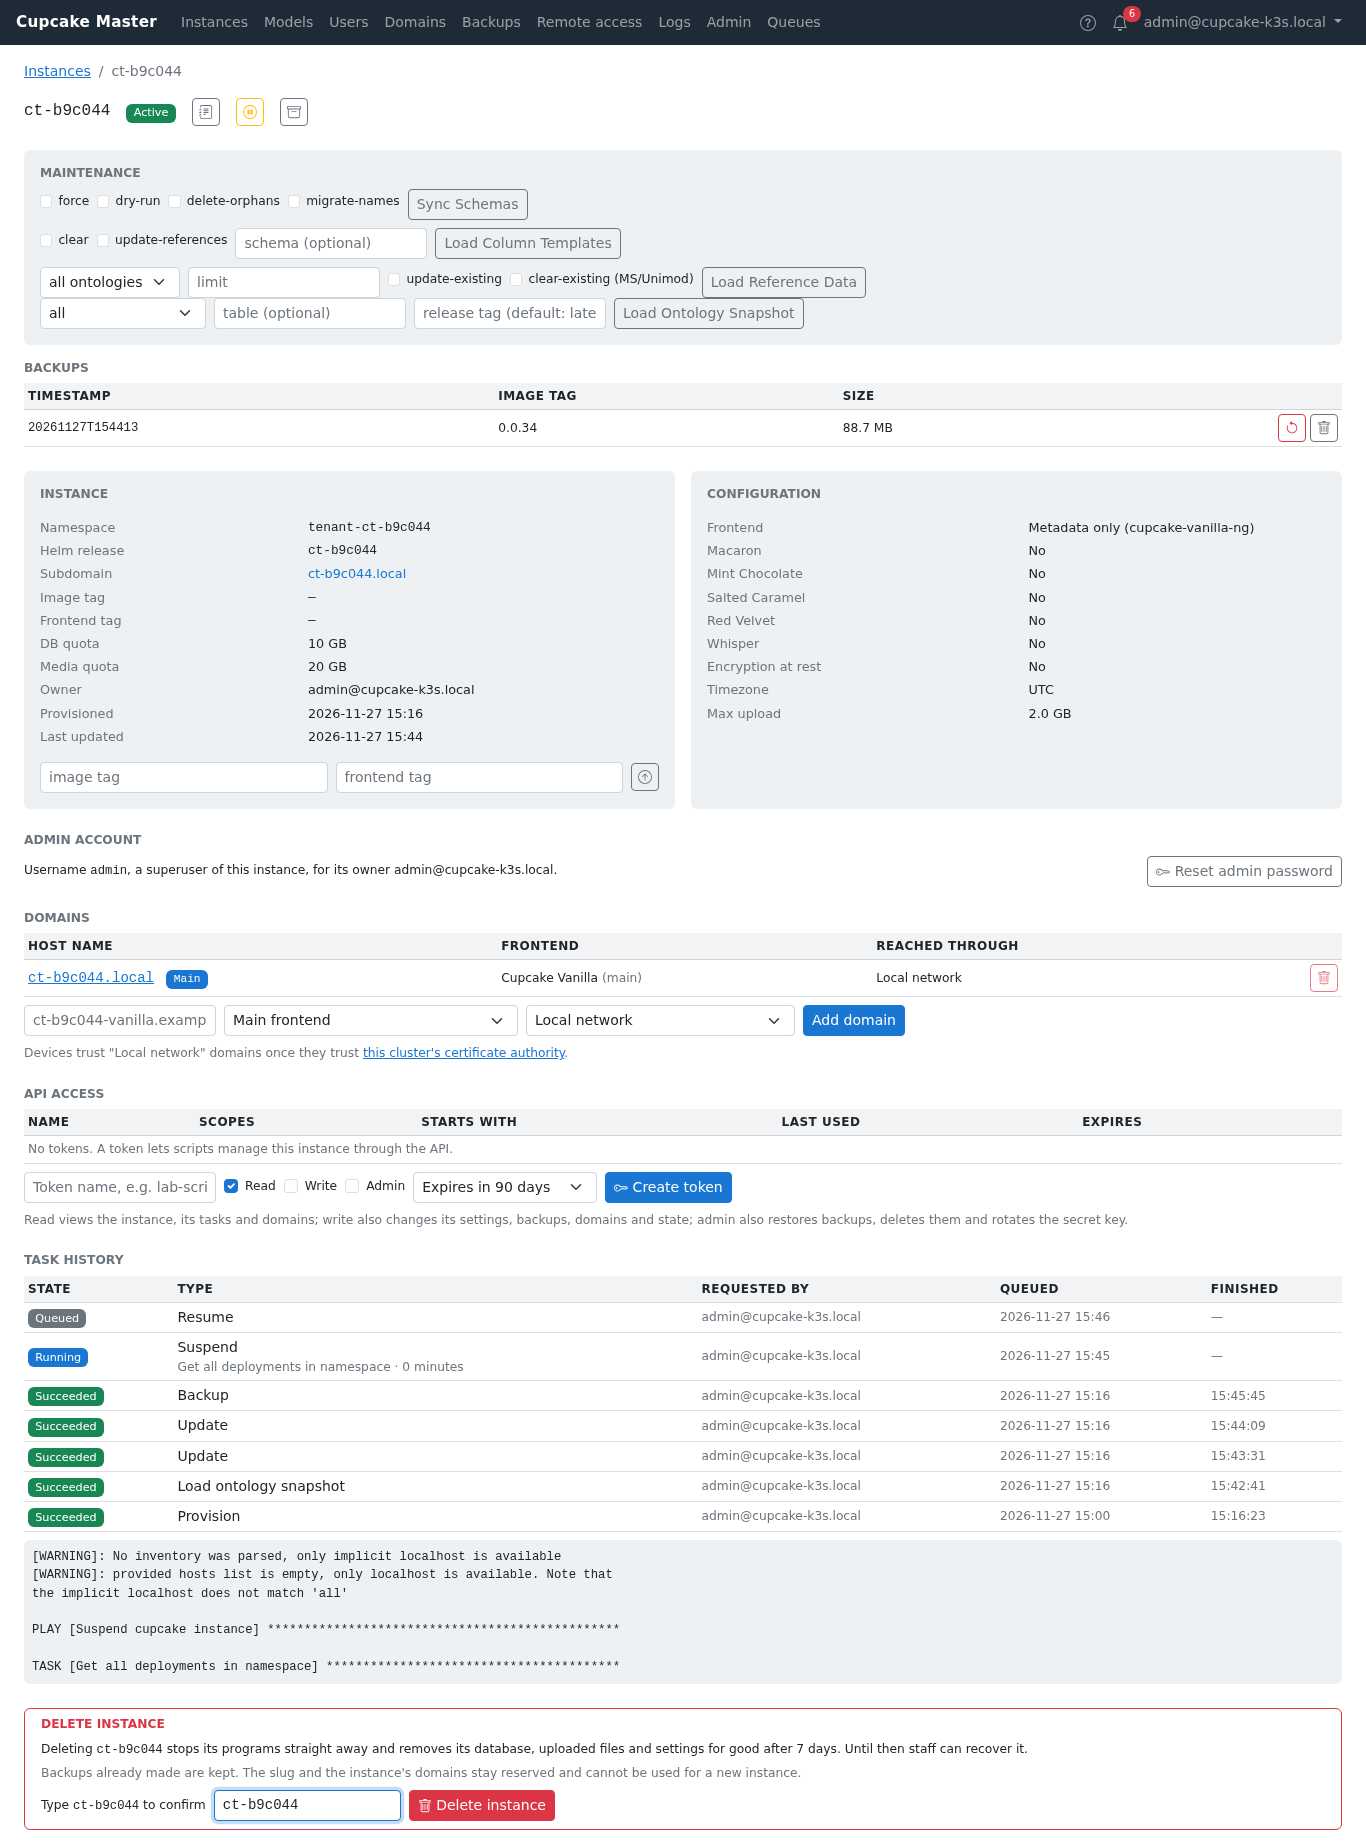 Cupcake Master Instances Models Users Domains Backups Remote access Logs Admin Queues 6 admin@cupcake-k3s.local
Instances / ct-b9c044
ct-b9c044 Active
MAINTENANCE
force dry-run delete-orphans migrate-names Sync Schemas
clear update-references schema (optional) Load Column Templates
all ontologies limit update-existing clear-existing (MS/Unimod) Load Reference Data
all table (optional) release tag (default: late Load Ontology Snapshot
BACKUPS
TIMESTAMP IMAGE TAG SIZE
20261127T154413 0.0.34 88.7 MB
INSTANCE
Namespace tenant-ct-b9c044
Helm release ct-b9c044
Subdomain ct-b9c044.local
Image tag —
Frontend tag —
DB quota 10 GB
Media quota 20 GB
Owner admin@cupcake-k3s.local
Provisioned 2026-11-27 15:16
Last updated 2026-11-27 15:44
image tag frontend tag
CONFIGURATION
Frontend Metadata only (cupcake-vanilla-ng)
Macaron No
Mint Chocolate No
Salted Caramel No
Red Velvet No
Whisper No
Encryption at rest No
Timezone UTC
Max upload 2.0 GB
ADMIN ACCOUNT
Username admin, a superuser of this instance, for its owner admin@cupcake-k3s.local. Reset admin password
DOMAINS
HOST NAME FRONTEND REACHED THROUGH
ct-b9c044.local Main Cupcake Vanilla (main) Local network
ct-b9c044-vanilla.examp Main frontend Local network Add domain
Devices trust "Local network" domains once they trust this cluster's certificate authority.
API ACCESS
NAME SCOPES STARTS WITH LAST USED EXPIRES
No tokens. A token lets scripts manage this instance through the API.
Token name, e.g. lab-scri Read Write Admin Expires in 90 days Create token
Read views the instance, its tasks and domains; write also changes its settings, backups, domains and state; admin also restores backups, deletes them and rotates the secret key.
TASK HISTORY
STATE TYPE REQUESTED BY QUEUED FINISHED
Queued Resume admin@cupcake-k3s.local 2026-11-27 15:46 —
Running Suspend admin@cupcake-k3s.local 2026-11-27 15:45 —
Get all deployments in namespace · 0 minutes
Succeeded Backup admin@cupcake-k3s.local 2026-11-27 15:16 15:45:45
Succeeded Update admin@cupcake-k3s.local 2026-11-27 15:16 15:44:09
Succeeded Update admin@cupcake-k3s.local 2026-11-27 15:16 15:43:31
Succeeded Load ontology snapshot admin@cupcake-k3s.local 2026-11-27 15:16 15:42:41
Succeeded Provision admin@cupcake-k3s.local 2026-11-27 15:00 15:16:23
[WARNING]: No inventory was parsed, only implicit localhost is available
[WARNING]: provided hosts list is empty, only localhost is available. Note that
the implicit localhost does not match 'all'
PLAY [Suspend cupcake instance] ************************************************
TASK [Get all deployments in namespace] ****************************************
DELETE INSTANCE
Deleting ct-b9c044 stops its programs straight away and removes its database, uploaded files and settings for good after 7 days. Until then staff can recover it.
Backups already made are kept. The slug and the instance's domains stay reserved and cannot be used for a new instance.
Type ct-b9c044 to confirm ct-b9c044 Delete instance